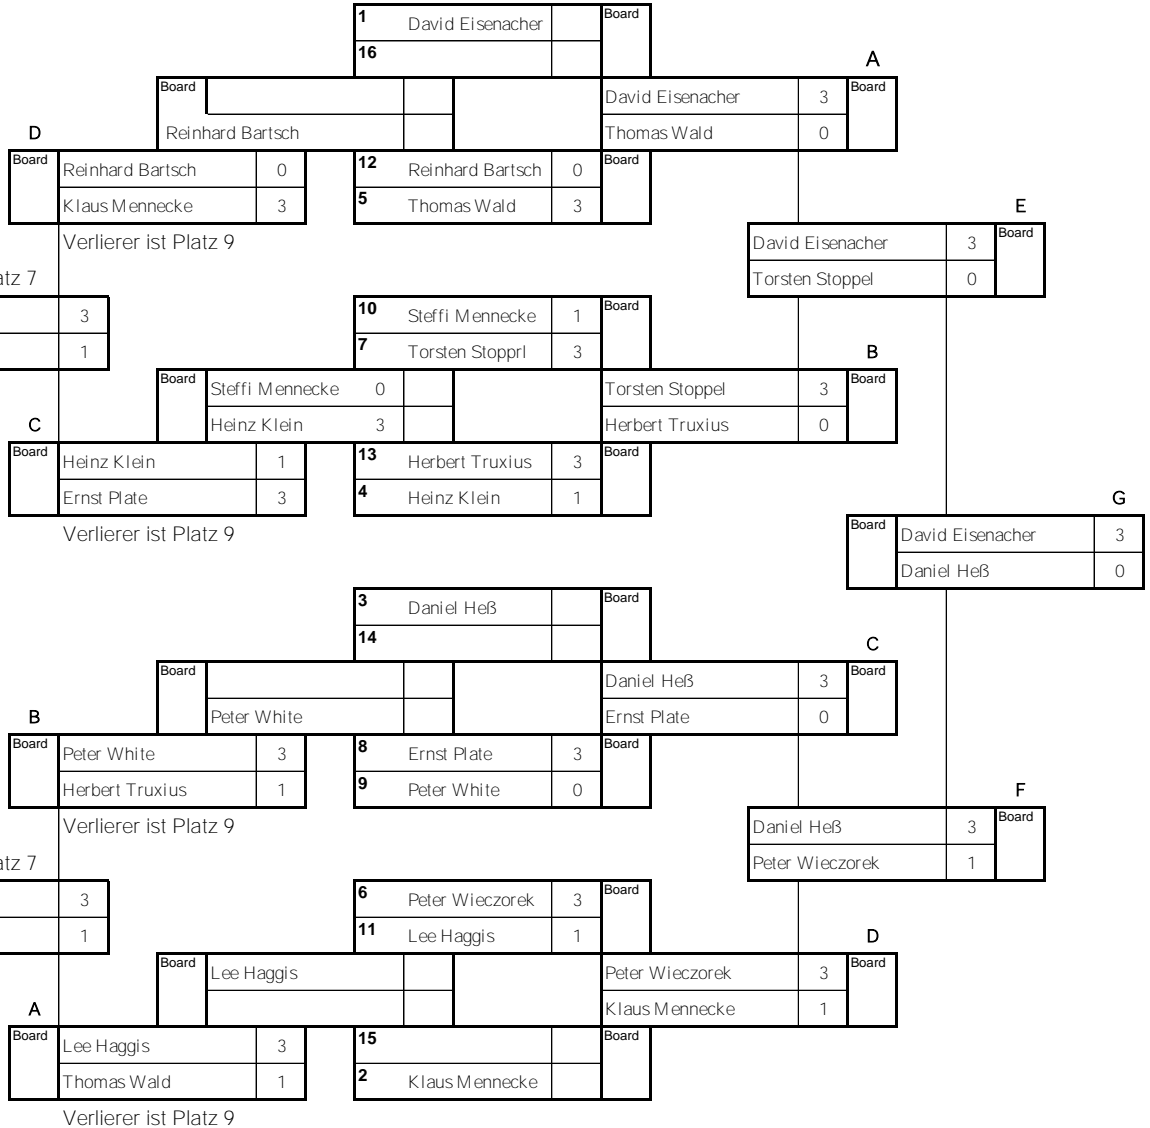 1 David Eisenacher Board
16
A
Board David Eisenacher 3 Board
D Reinhard Bartsch Thomas Wald 0
Board Reinhard Bartsch 0 12 Reinhard Bartsch 0 Board
Klaus Mennecke 3 5 Thomas Wald 3
E
Verlierer ist Platz 9 David Eisenacher 3 Board
atz 7 Torsten Stoppel 0
3 10 Steffi Mennecke 1 Board
1 7 Torsten Stopprl 3
B
Board Steffi Mennecke 0 Torsten Stoppel 3 Board
C Heinz Klein 3 Herbert Truxius 0
Board Heinz Klein 1 13 Herbert Truxius 3 Board
Ernst Plate 3 4 Heinz Klein 1
G
Verlierer ist Platz 9 Board David Eisenacher 3
Daniel Heß 0
3 Daniel Heß Board
14
C
Board Daniel Heß 3 Board
B Peter White Ernst Plate 0
Board Peter White 3 8 Ernst Plate 3 Board
Herbert Truxius 1 9 Peter White 0
F
Verlierer ist Platz 9 Daniel Heß 3 Board
atz 7 Peter Wieczorek 1
3 6 Peter Wieczorek 3 Board
1 11 Lee Haggis 1
D
Board Lee Haggis Peter Wieczorek 3 Board
A Klaus Mennecke 1
Board Lee Haggis 3 15 Board
Thomas Wald 1 2 Klaus Mennecke
Verlierer ist Platz 9